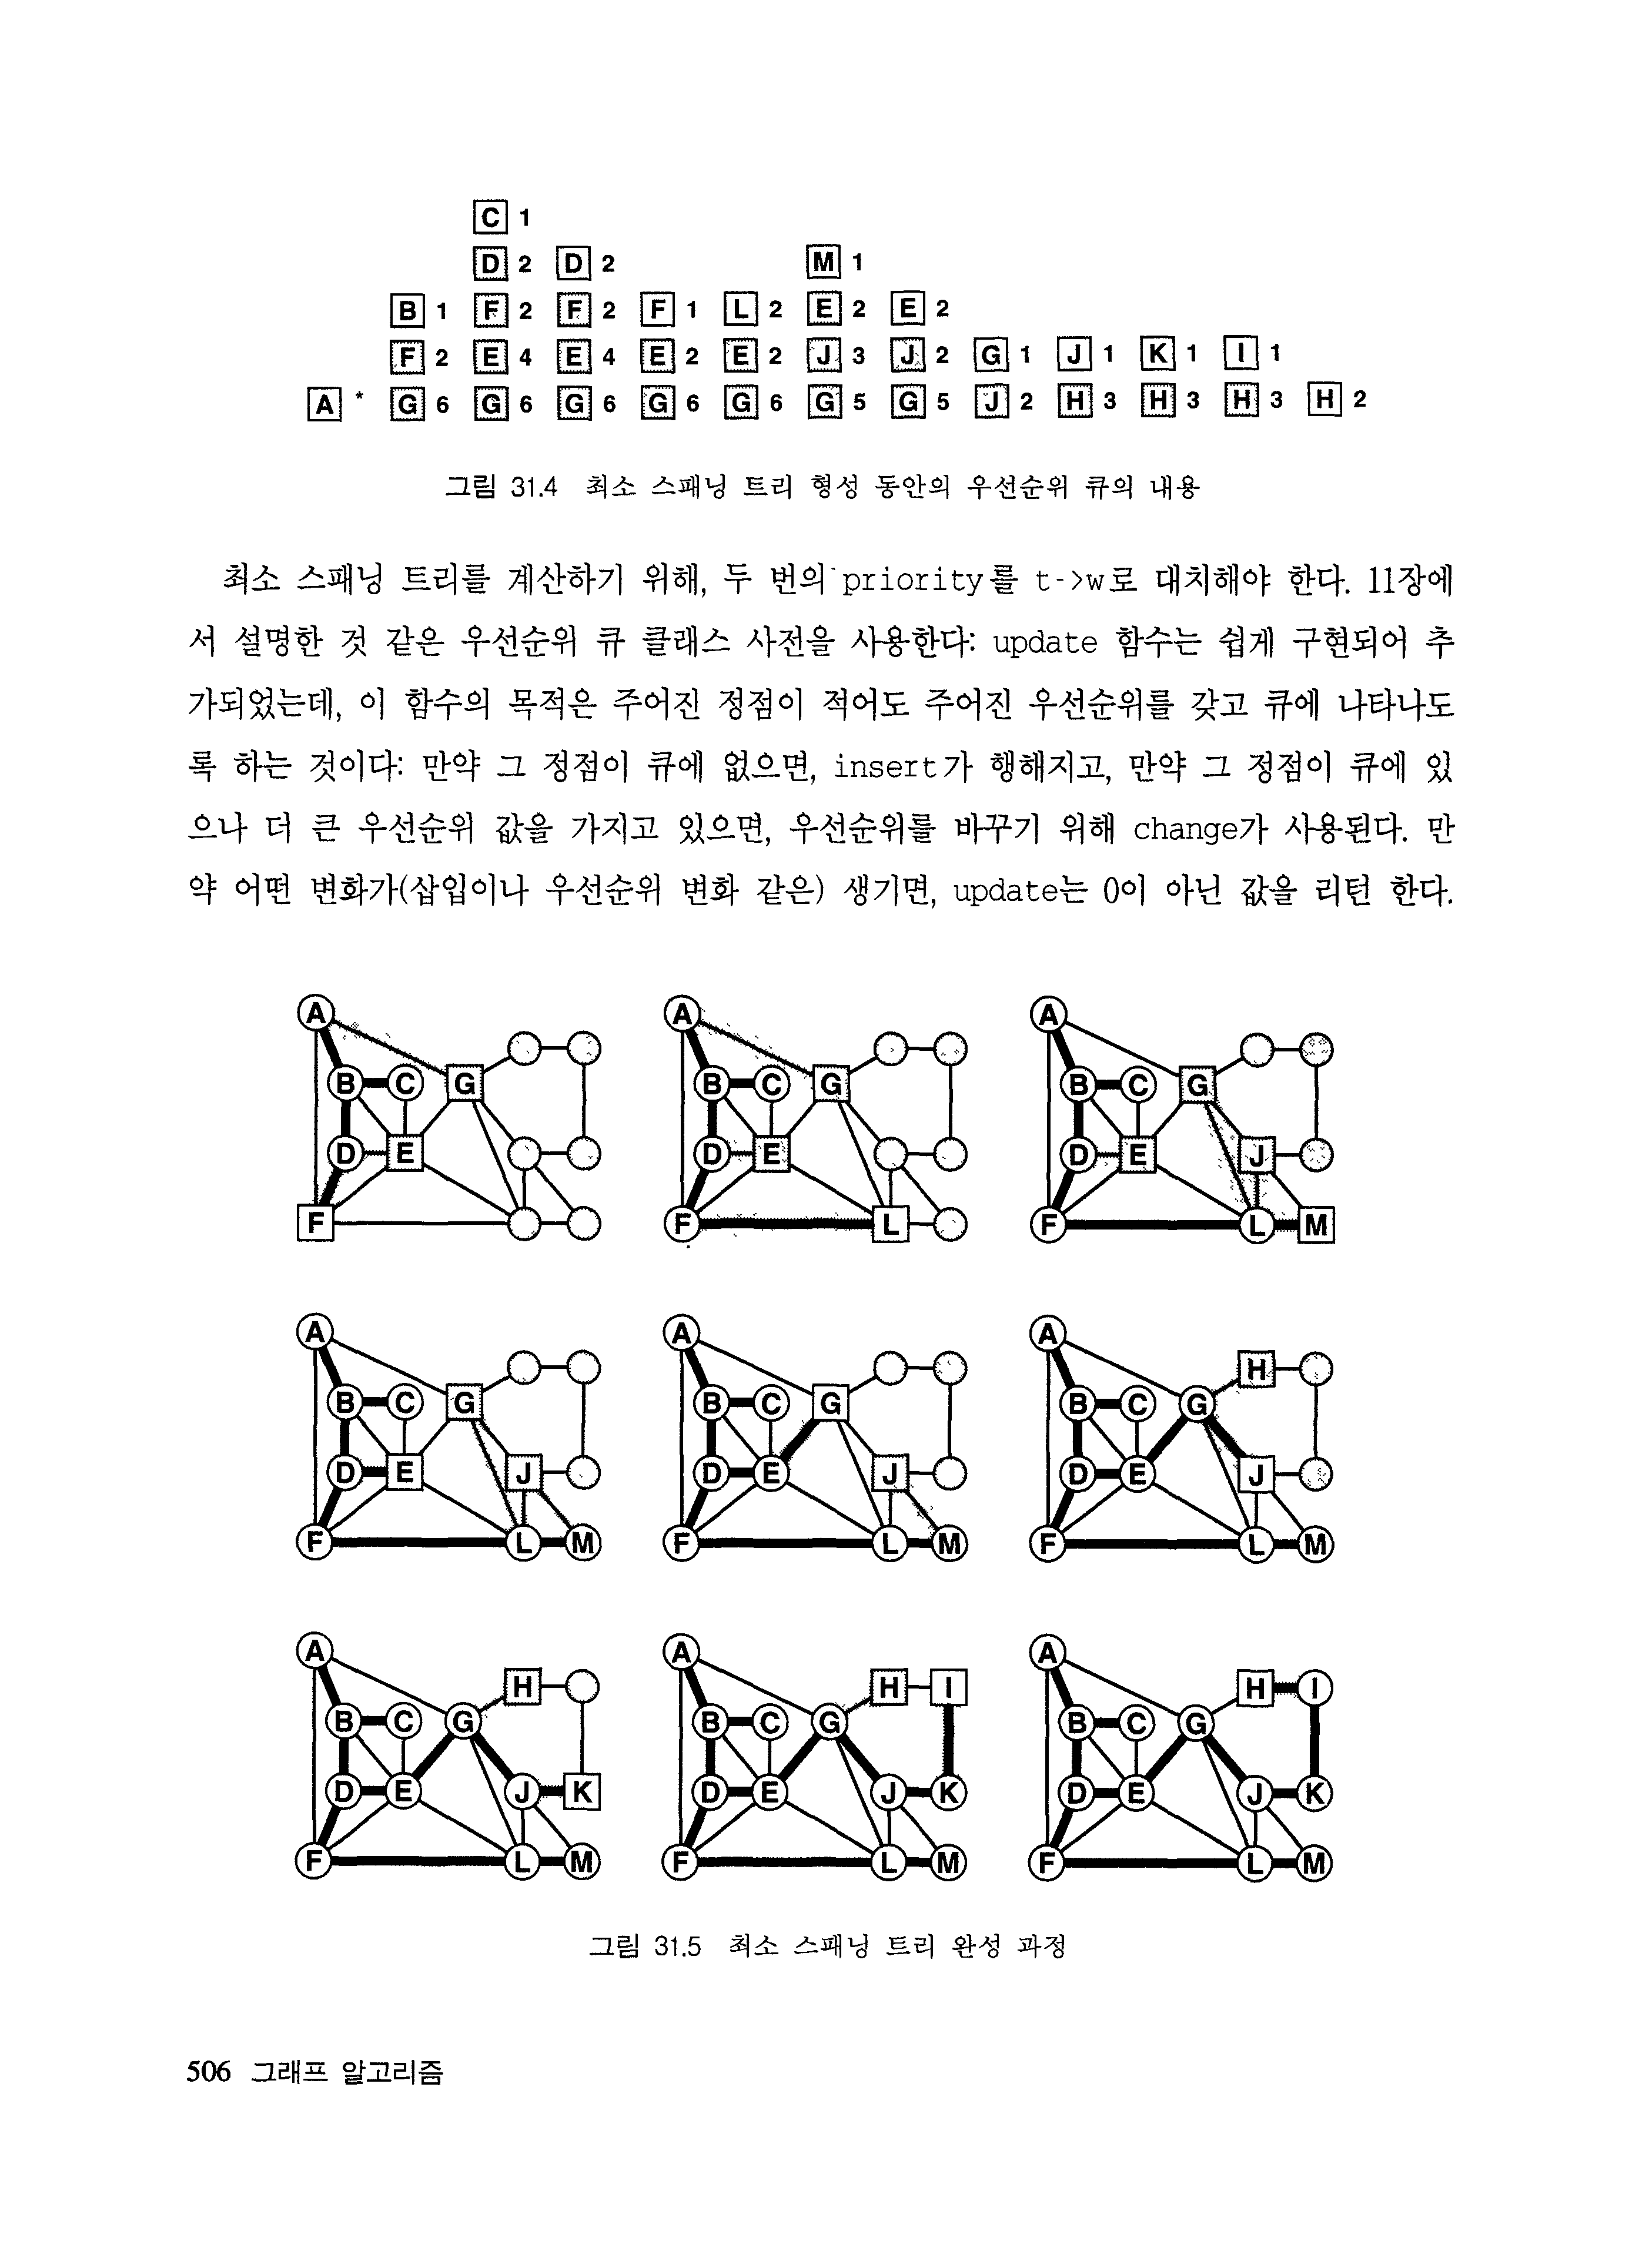 C 1
D 2 D 2 M 1
B 1 F 2 F 2 F 1 L 2 E 2 E 2
F 2 E 4 E 4 E 2 E 2 J 3 J 2 G 1 J 1 K 1 I 1
A * G 6 G 6 G 6 G 6 G 6 G 5 G 5 J 2 H 3 H 3 H 3 H 2
그림 31.4 최소 스패닝 트리 형성 동안의 우선순위 큐의 내용
최소 스패닝 트리를 계산하기 위해, 두 번의 priority를 t->w로 대치해야 한다. 11장에
서 설명한 것 같은 우선순위 큐 클래스 사전을 사용한다: update 함수는 쉽게 구현되어 추
가되었는데, 이 함수의 목적은 주어진 정점이 적어도 주어진 우선순위를 갖고 큐에 나타나도
록 하는 것이다: 만약 그 정점이 큐에 없으면, insert가 행해지고, 만약 그 정점이 큐에 있
으나 더 큰 우선순위 값을 가지고 있으면, 우선순위를 바꾸기 위해 change가 사용된다. 만
약 어떤 변화가(삽입이나 우선순위 변화 같은) 생기면, update는 0이 아닌 값을 리턴 한다.
A A A
B C G B C G B C G
D E D E D E J
F F L F L M
A A A H
B C G B C G B C G
D E J D E J D E J
F L M F L M F L M
A H A H I A H I
B C G B C G B C G
D E J K D E J K D E J K
F L M F L M F L M
그림 31.5 최소 스패닝 트리 완성 과정
506 그래프 알고리즘